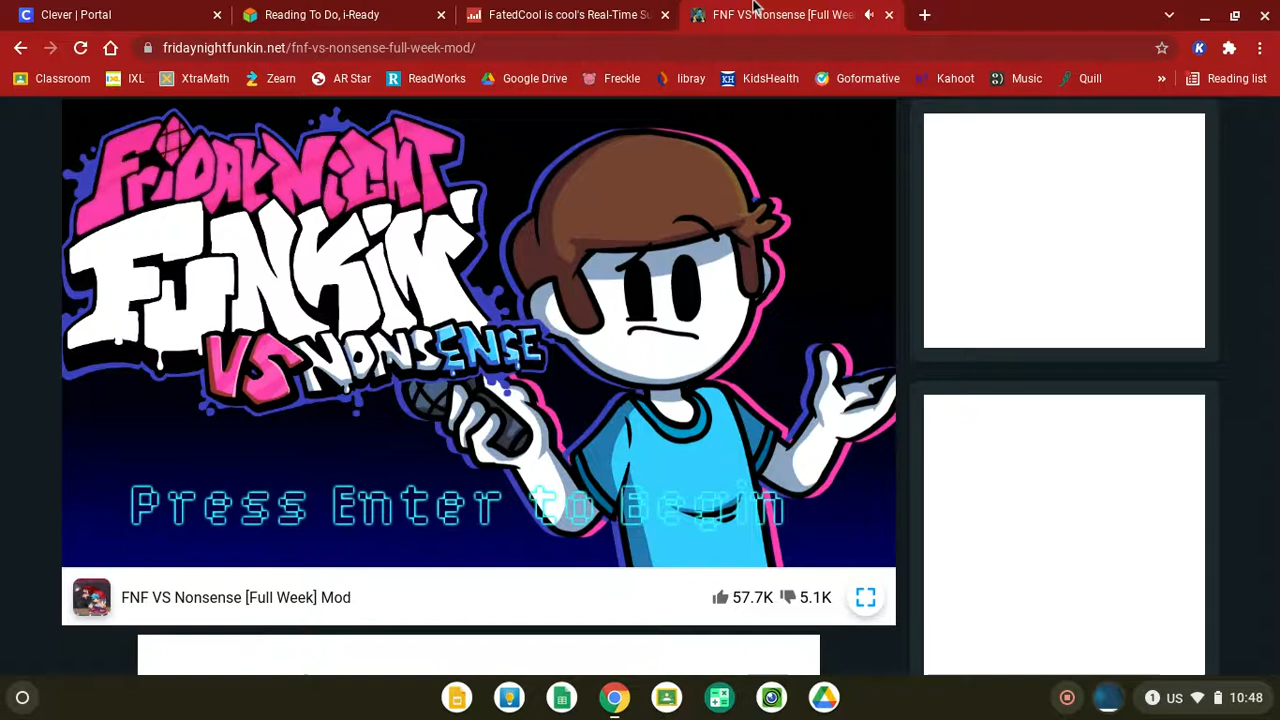 Clever | Portal
Reading To Do, i-Ready
FatedCool is cool's Real-Time Su
FNF VS Nonsense [Full Wee
fridaynightfunkin.net/fnf-vs-nonsense-full-week-mod/
Classroom
IXL
XtraMath
Zearn
AR Star
ReadWorks
Google Drive
Freckle
libray
KidsHealth
Goformative
Kahoot
Music
Quill
»
Reading list
FRIDAY NIGHT
FUNKIN'
VS NONSENSE
Press Enter to Begin
FNF VS Nonsense [Full Week] Mod
57.7K
5.1K
1 US 10:48